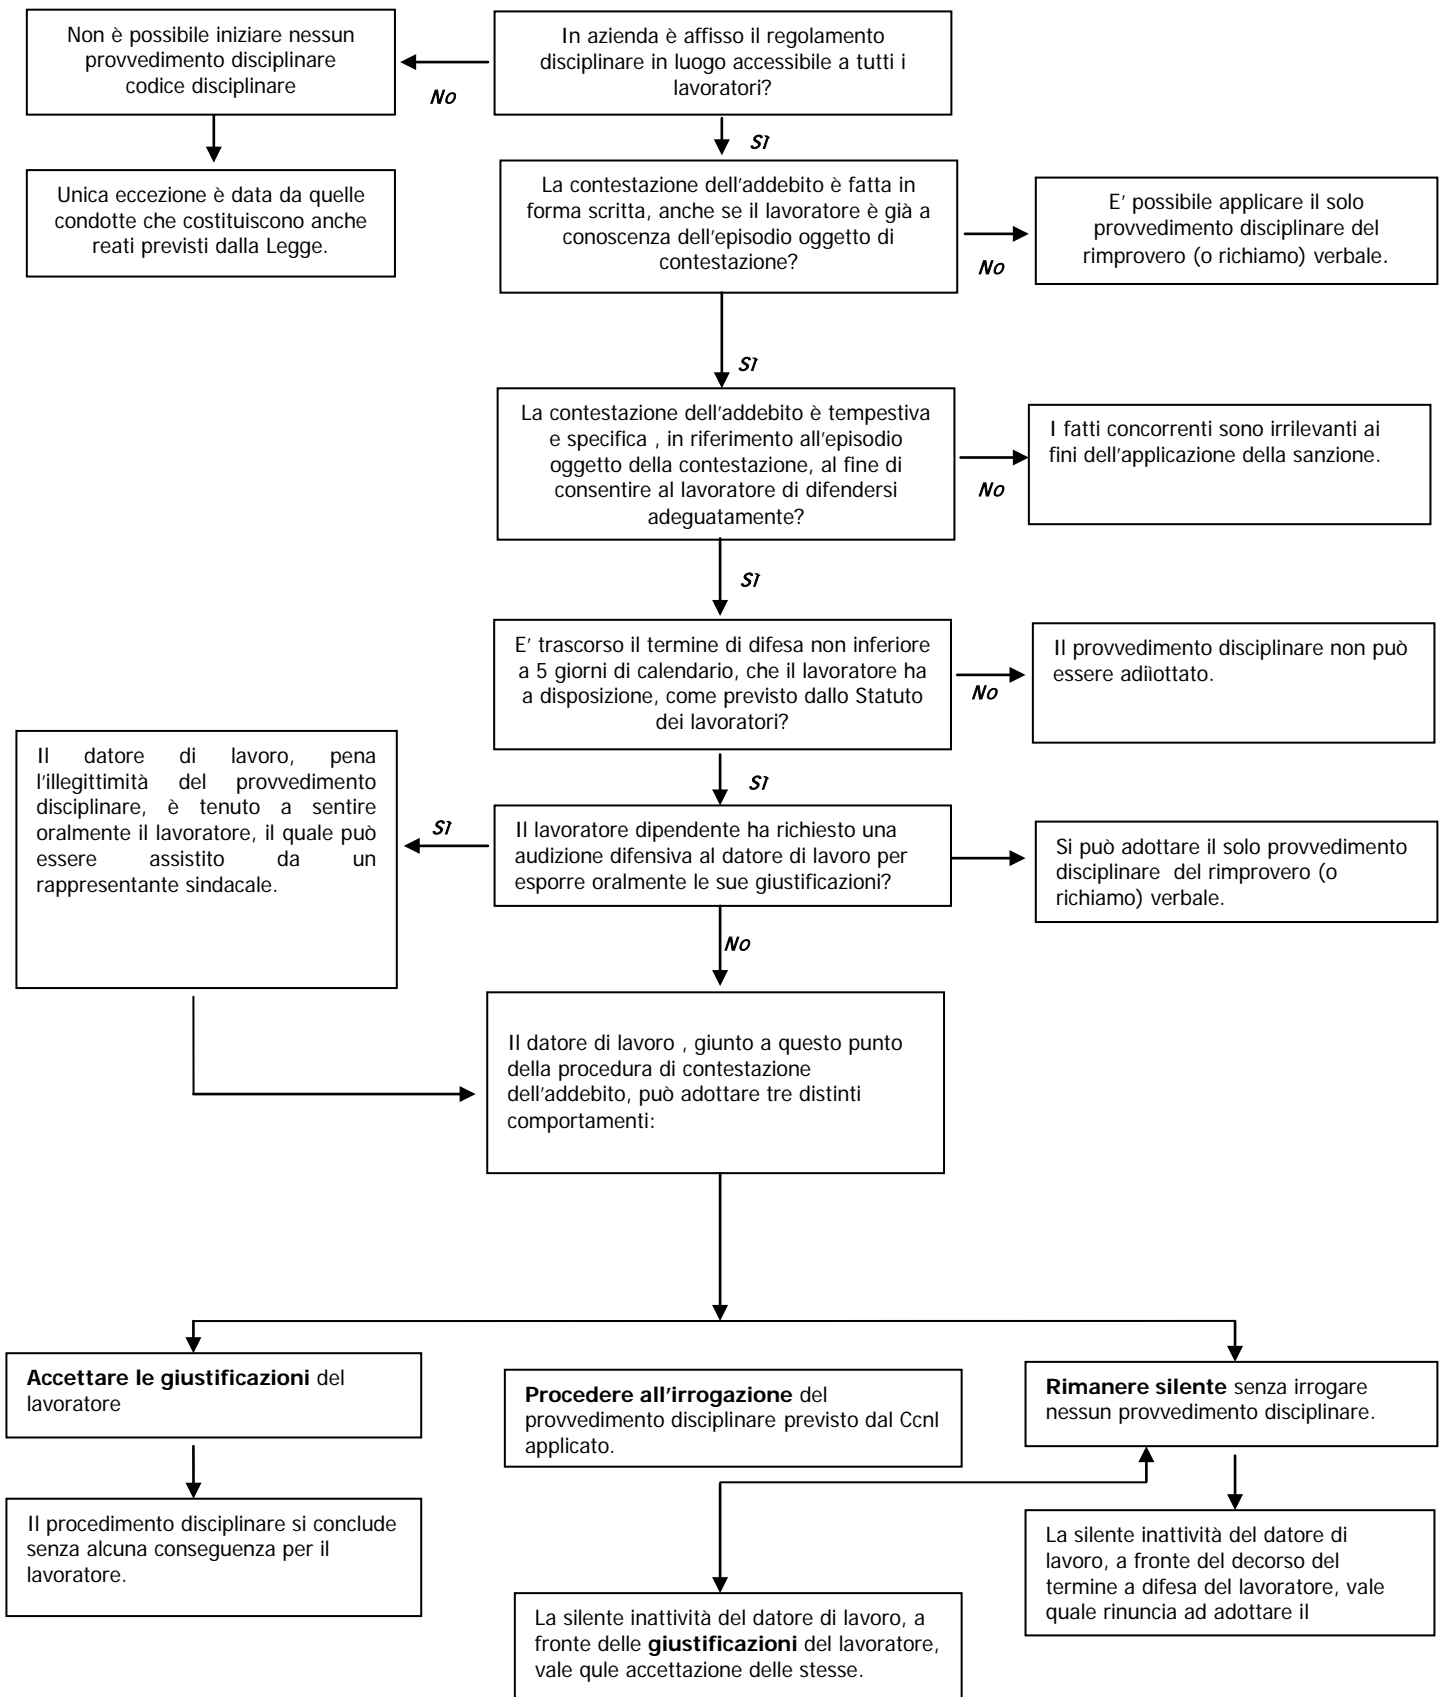 Non è possibile iniziare nessun
provvedimento disciplinare
codice disciplinare
No
In azienda è affisso il regolamento
disciplinare in luogo accessibile a tutti i
lavoratori?
Sì
Unica eccezione è data da quelle
condotte che costituiscono anche
reati previsti dalla Legge.
La contestazione dell'addebito è fatta in
forma scritta, anche se il lavoratore è già a
conoscenza dell'episodio oggetto di
contestazione?
No
E' possibile applicare il solo
provvedimento disciplinare del
rimprovero (o richiamo) verbale.
Sì
La contestazione dell'addebito è tempestiva
e specifica , in riferimento all'episodio
oggetto della contestazione, al fine di
consentire al lavoratore di difendersi
adeguatamente?
No
I fatti concorrenti sono irrilevanti ai
fini dell'applicazione della sanzione.
Sì
E' trascorso il termine di difesa non inferiore
a 5 giorni di calendario, che il lavoratore ha
a disposizione, come previsto dallo Statuto
dei lavoratori?
No
Il provvedimento disciplinare non può
essere adiìottato.
Sì
Il datore di lavoro, pena
l'illegittimità del provvedimento
disciplinare, è tenuto a sentire
oralmente il lavoratore, il quale può
essere assistito da un
rappresentante sindacale.
Sì
Il lavoratore dipendente ha richiesto una
audizione difensiva al datore di lavoro per
esporre oralmente le sue giustificazioni?
Si può adottare il solo provvedimento
disciplinare del rimprovero (o
richiamo) verbale.
No
Il datore di lavoro , giunto a questo punto
della procedura di contestazione
dell'addebito, può adottare tre distinti
comportamenti:
Accettare le giustificazioni del
lavoratore
Procedere all'irrogazione del
provvedimento disciplinare previsto dal Ccnl
applicato.
Rimanere silente senza irrogare
nessun provvedimento disciplinare.
Il procedimento disciplinare si conclude
senza alcuna conseguenza per il
lavoratore.
La silente inattività del datore di lavoro, a
fronte delle giustificazioni del lavoratore,
vale qule accettazione delle stesse.
La silente inattività del datore di
lavoro, a fronte del decorso del
termine a difesa del lavoratore, vale
quale rinuncia ad adottare il